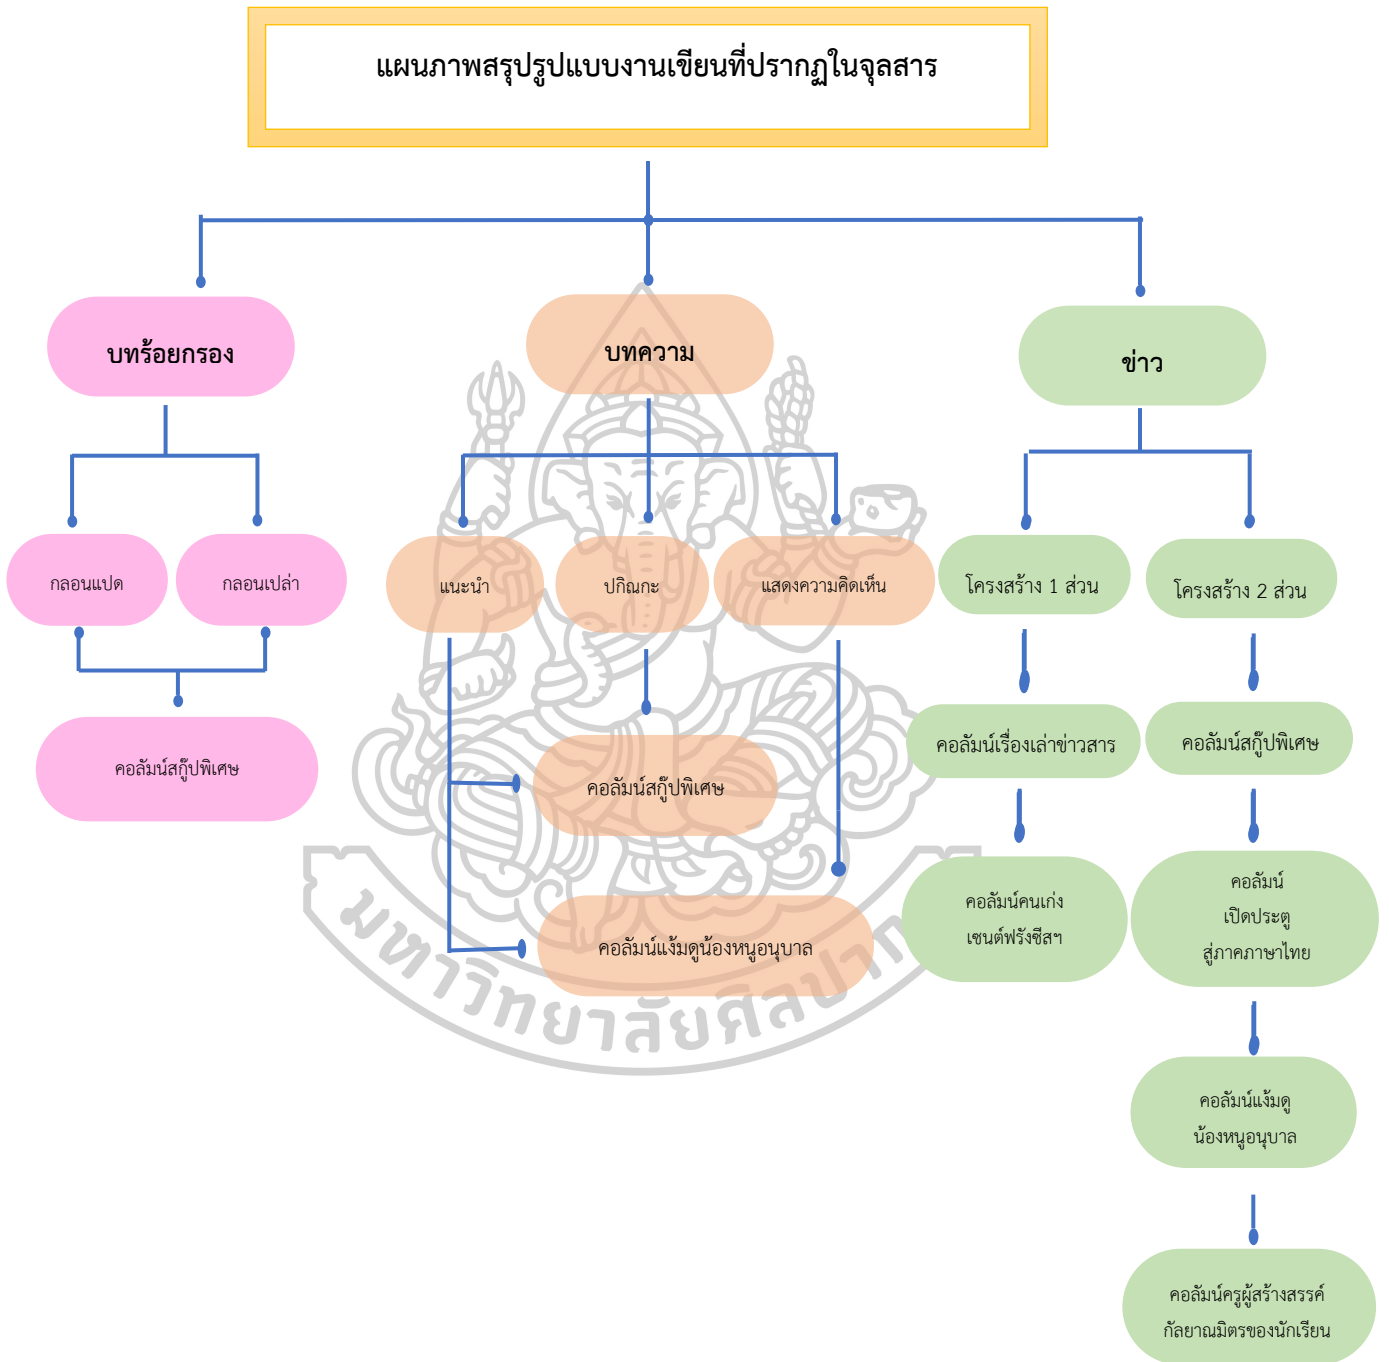 แผนภาพสรุปรูปแบบงานเขียนที่ปรากฏในจุลสาร
บทร้อยกรอง
บทความ
ข่าว
กลอนแปด
กลอนเปล่า
แนะนำ
ปกิณกะ
แสดงความคิดเห็น
โครงสร้าง 1 ส่วน
โครงสร้าง 2 ส่วน
คอลัมน์สกู๊ปพิเศษ
คอลัมน์สกู๊ปพิเศษ
คอลัมน์เรื่องเล่าข่าวสาร
คอลัมน์สกู๊ปพิเศษ
คอลัมน์แง้มดูน้องหนูอนุบาล
คอลัมน์คนเก่ง
เซนต์ฟรังซีสฯ
คอลัมน์
เปิดประตู
สู่ภาคภาษาไทย
มหาวิทยาลัยศิลปากร
คอลัมน์แง้มดู
น้องหนูอนุบาล
คอลัมน์ครูผู้สร้างสรรค์
กัลยาณมิตรของนักเรียน